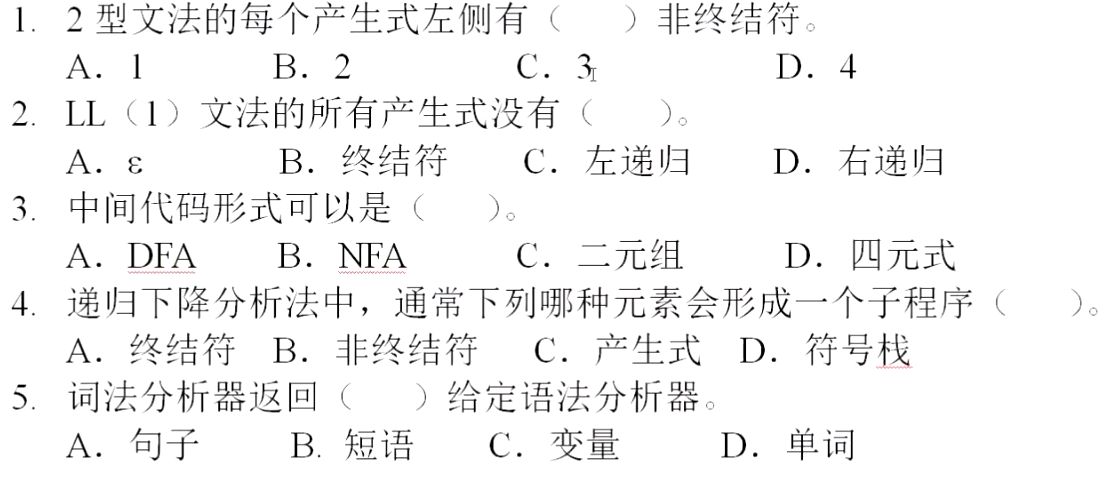 1. 2 型文法的每个产生式左侧有（　　）非终结符。
A．1　　B．2　　C．3　　D．4
2. LL（1）文法的所有产生式没有（　　）。
A．ε　　B．终结符　　C．左递归　　D．右递归
3. 中间代码形式可以是（　　）。
A．DFA　　B．NFA　　C．二元组　　D．四元式
4. 递归下降分析法中，通常下列哪种元素会形成一个子程序（　　）。
A．终结符　B．非终结符　　C．产生式　D．符号栈
5. 词法分析器返回（　　）给定语法分析器。
A．句子　　B. 短语　　C．变量　　D．单词